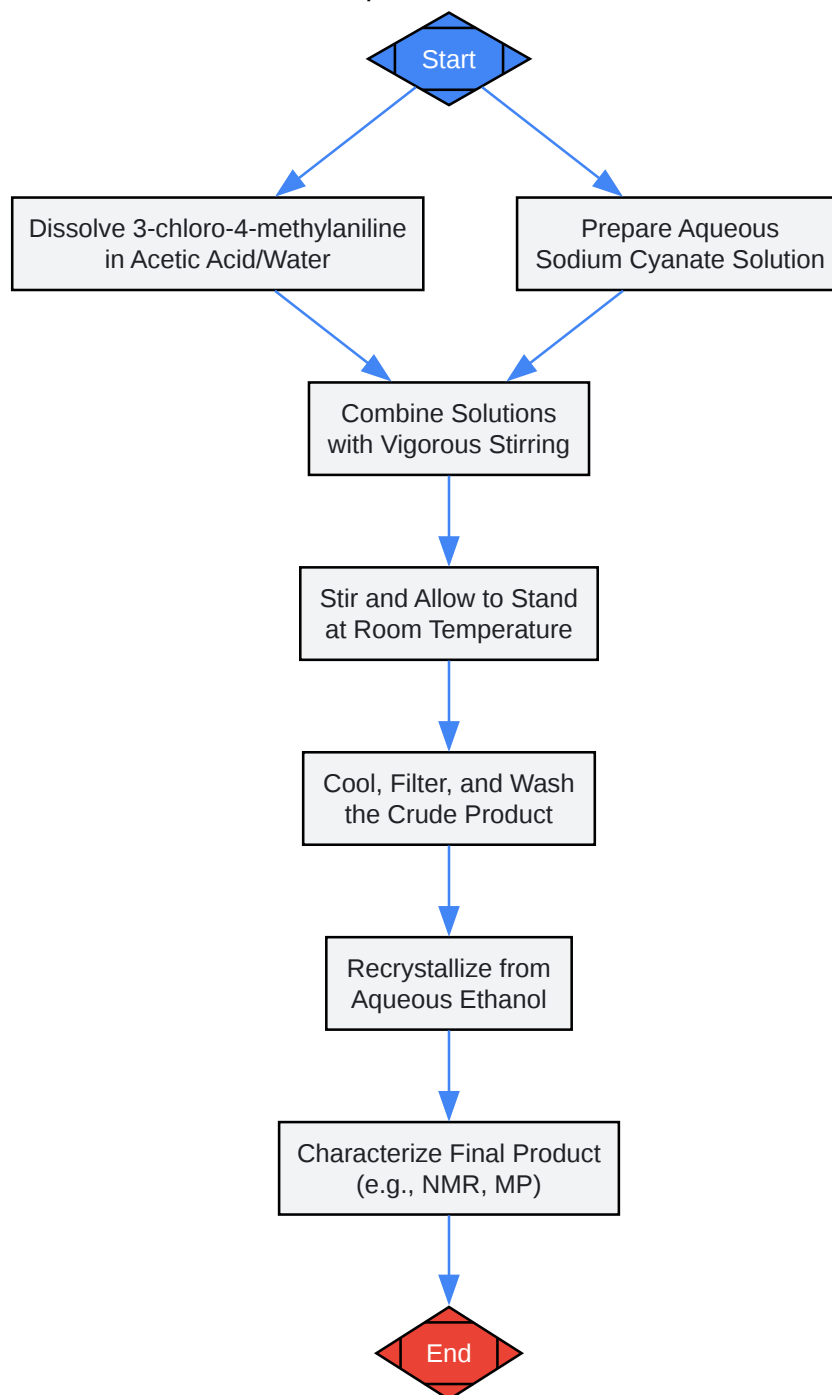 Start
Dissolve 3-chloro-4-methylaniline
in Acetic Acid/Water
Prepare Aqueous
Sodium Cyanate Solution
Combine Solutions
with Vigorous Stirring
Stir and Allow to Stand
at Room Temperature
Cool, Filter, and Wash
the Crude Product
Recrystallize from
Aqueous Ethanol
Characterize Final Product
(e.g., NMR, MP)
End